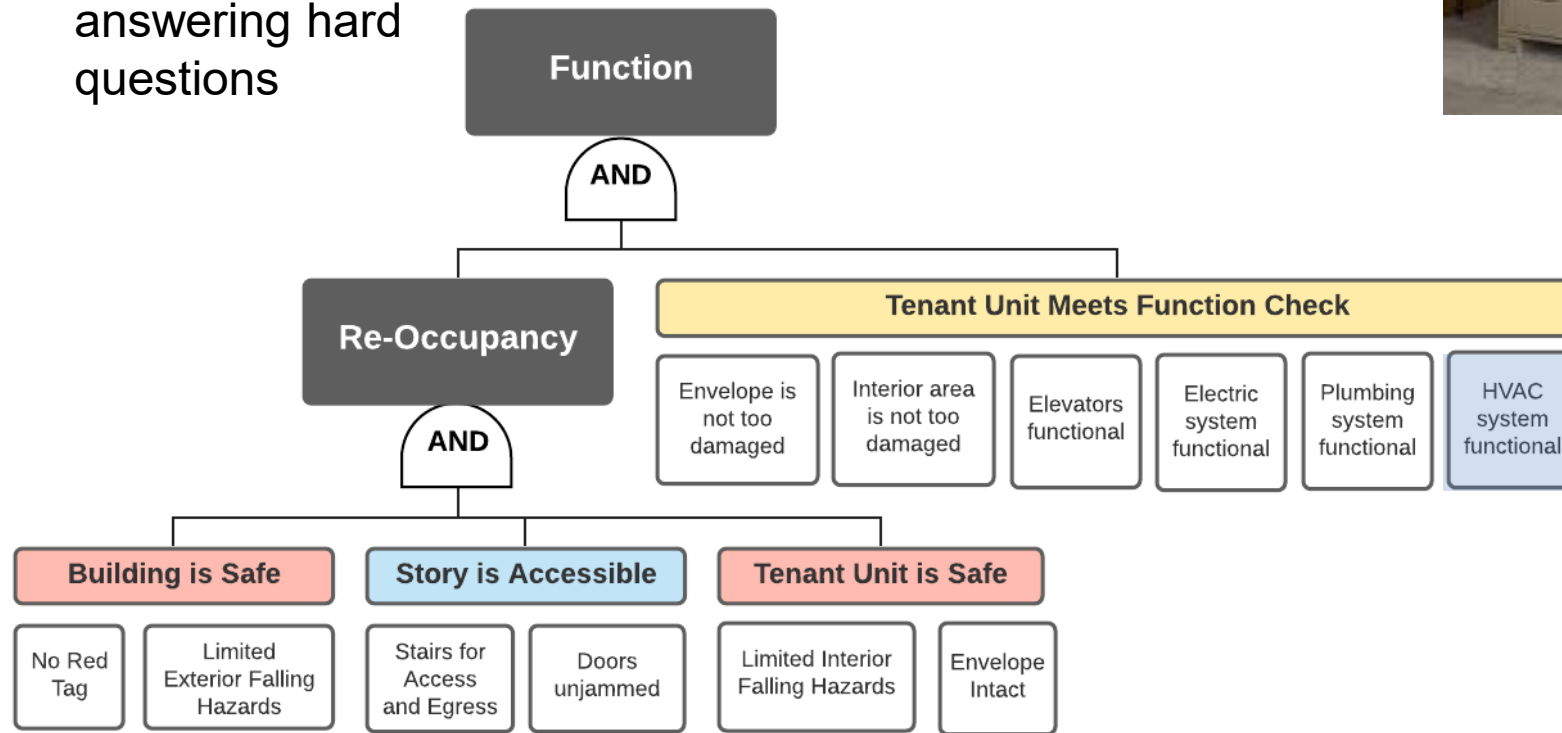 answering hard
questions
Function
AND
Re-Occupancy
Tenant Unit Meets Function Check
Envelope is
not too
damaged
Interior area
is not too
damaged
Elevators
functional
Electric
system
functional
Plumbing
system
functional
HVAC
system
functional
AND
Building is Safe
Story is Accessible
Tenant Unit is Safe
No Red
Tag
Limited
Exterior Falling
Hazards
Stairs for
Access
and Egress
Doors
unjammed
Limited Interior
Falling Hazards
Envelope
Intact